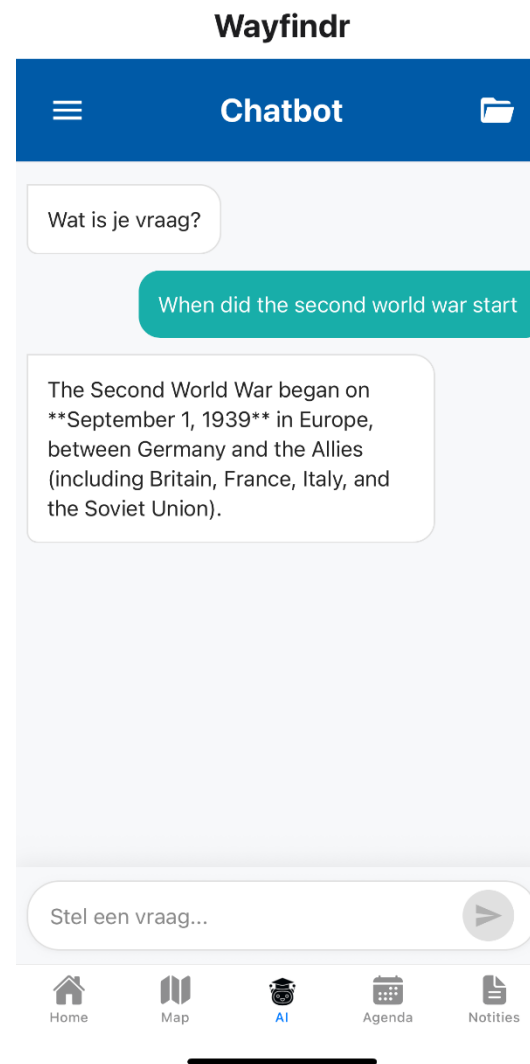 Wayfindr
Chatbot
Wat is je vraag?
When did the second world war start
The Second World War began on
**September 1, 1939** in Europe,
between Germany and the Allies
(including Britain, France, Italy, and
the Soviet Union).
Stel een vraag...
Home
Map
AI
Agenda
Notities